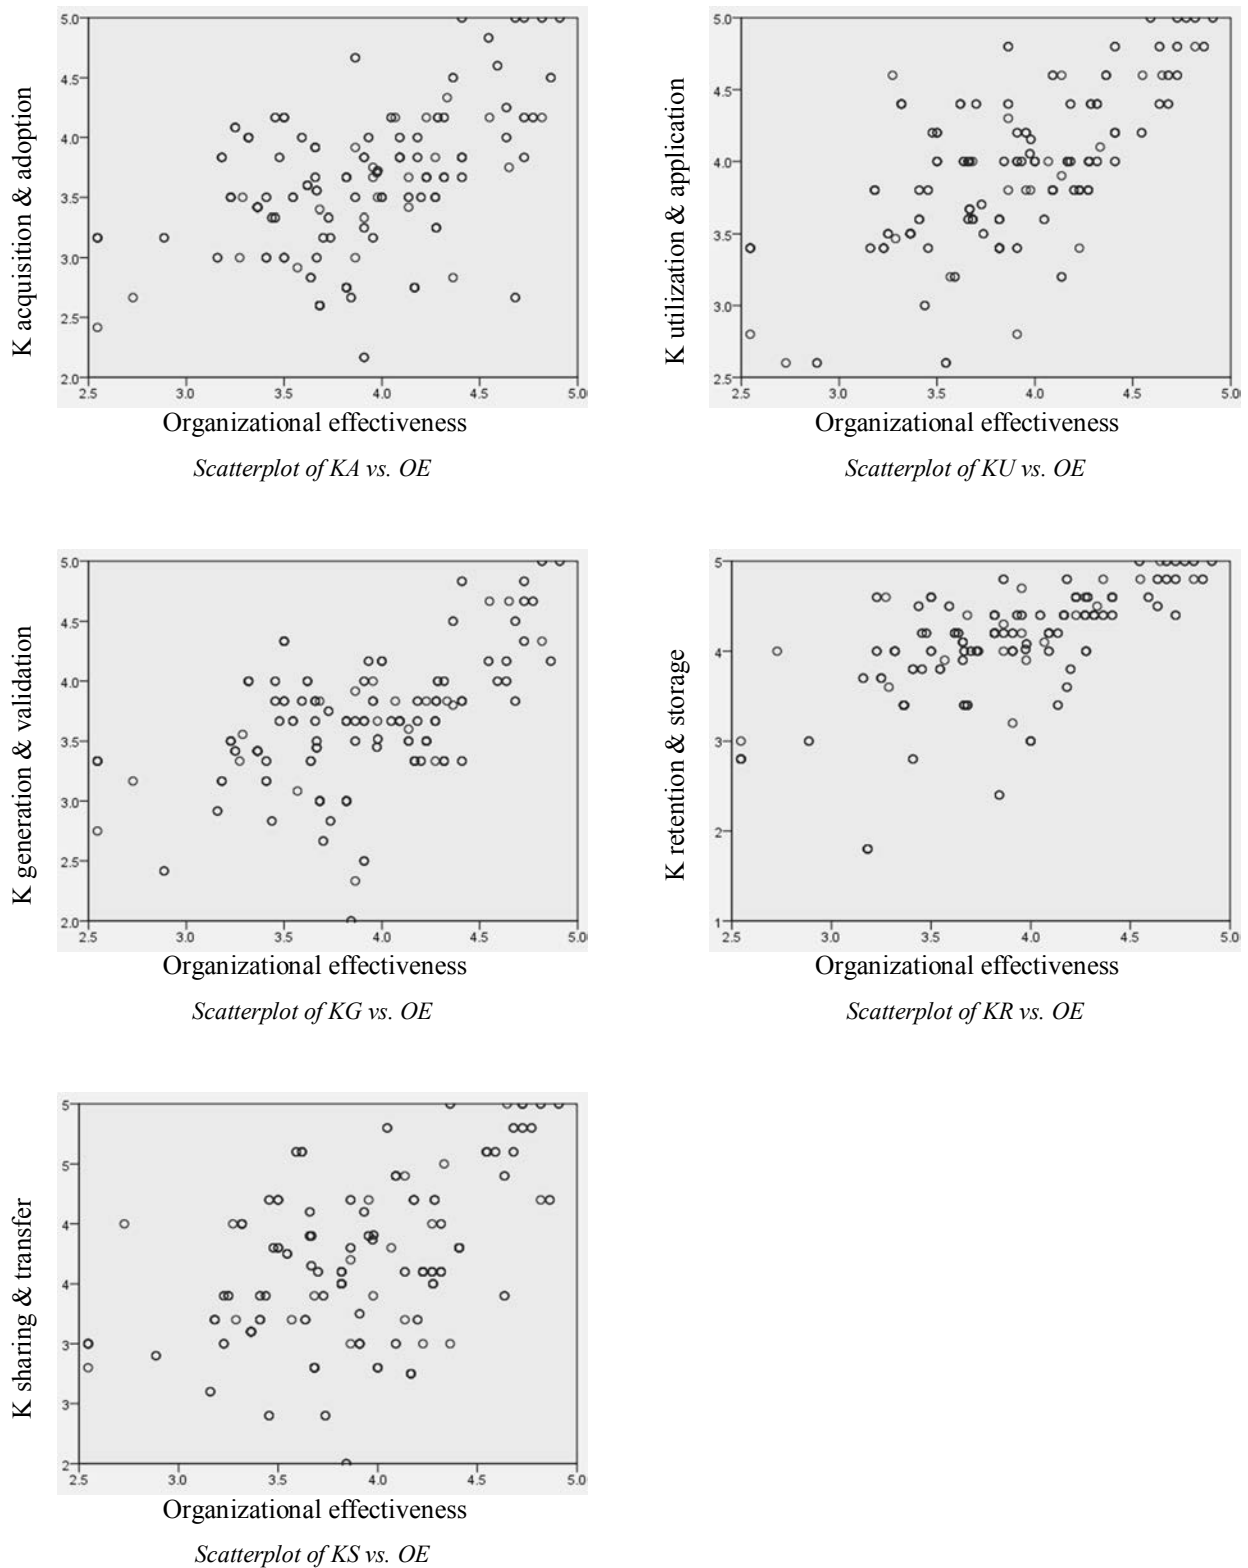 5.0
4.5
4.0
3.5
3.0
2.5
2.0
2.5 3.0 3.5 4.0 4.5 5.0
K acquisition & adoption
Organizational effectiveness
Scatterplot of KA vs. OE
5.0
4.5
4.0
3.5
3.0
2.5
2.5 3.0 3.5 4.0 4.5 5.0
K utilization & application
Organizational effectiveness
Scatterplot of KU vs. OE
5.0
4.5
4.0
3.5
3.0
2.5
2.0
2.5 3.0 3.5 4.0 4.5 5.0
K generation & validation
Organizational effectiveness
Scatterplot of KG vs. OE
5
4
3
2
1
2.5 3.0 3.5 4.0 4.5 5.0
K retention & storage
Organizational effectiveness
Scatterplot of KR vs. OE
5
5
4
4
3
3
2
2.5 3.0 3.5 4.0 4.5 5.0
K sharing & transfer
Organizational effectiveness
Scatterplot of KS vs. OE